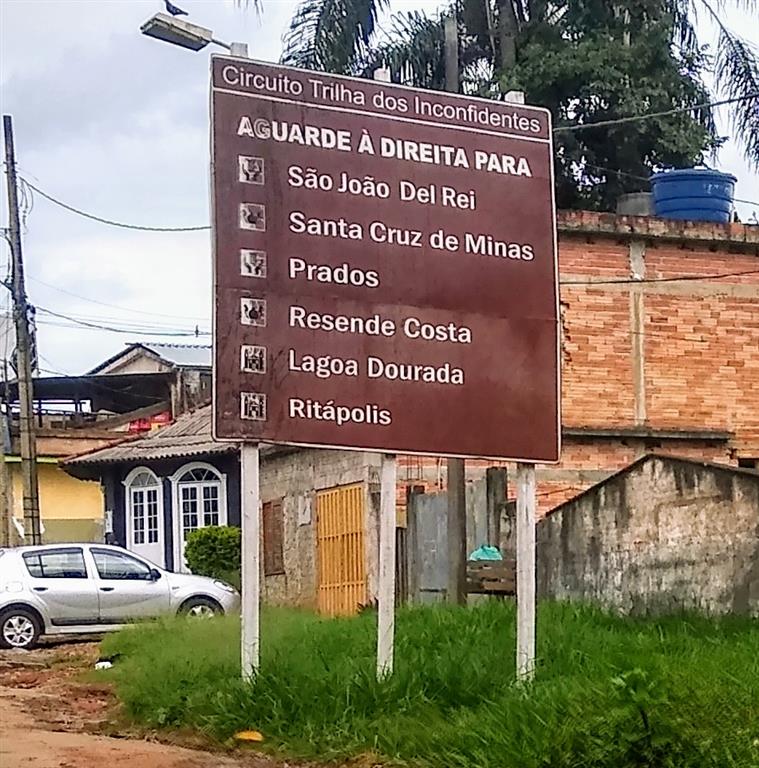 Circuito Trilha dos Inconfidentes
AGUARDE À DIREITA PARA
São João Del Rei
Santa Cruz de Minas
Prados
Resende Costa
Lagoa Dourada
Ritápolis